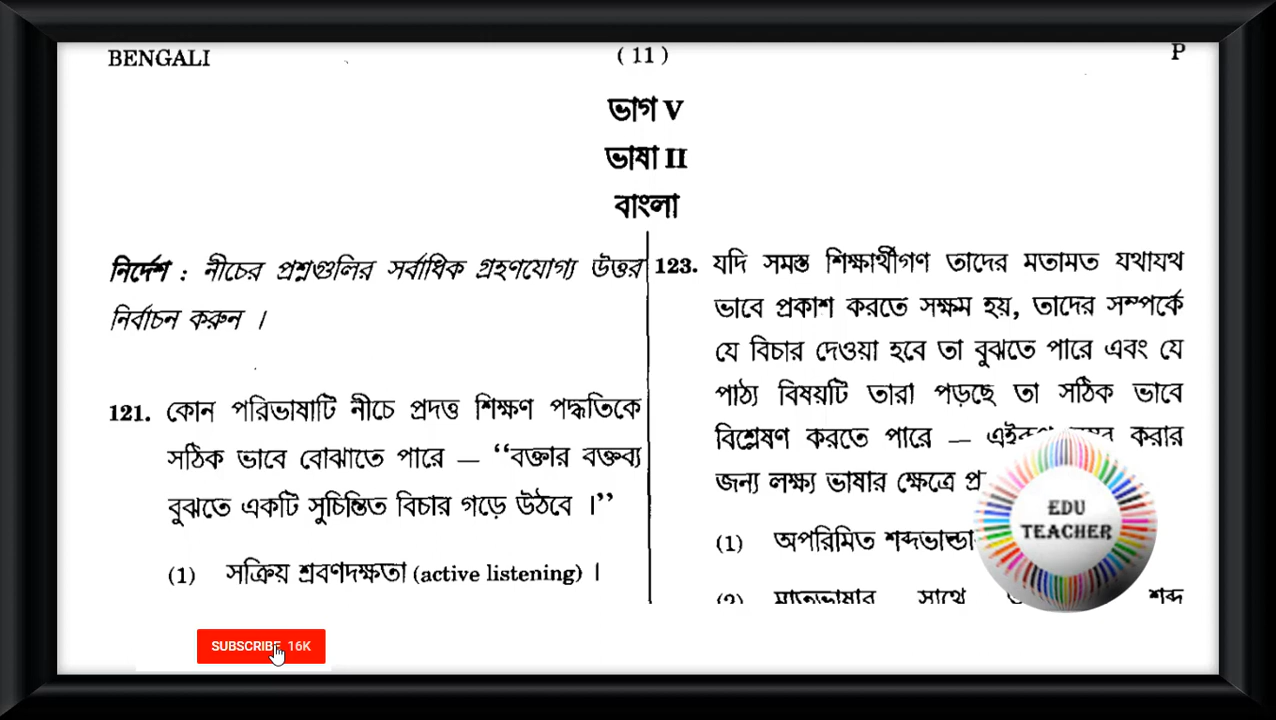 BENGALI
( 11 )
P
ভাগ V
ভাষা II
বাংলা
নির্দেশ : নীচের প্রশ্নগুলির সর্বাধিক গ্রহণযোগ্য উত্তর
নির্বাচন করুন ।
121. কোন পরিভাষাটি নীচে প্রদত্ত শিক্ষণ পদ্ধতিকে
সঠিক ভাবে বোঝাতে পারে — “বক্তার বক্তব্য
বুঝতে একটি সুচিন্তিত বিচার গড়ে উঠবে ।”
(1) সক্রিয় শ্রবণদক্ষতা (active listening) ।
123. যদি সমস্ত শিক্ষার্থীগণ তাদের মতামত যথাযথ
ভাবে প্রকাশ করতে সক্ষম হয়, তাদের সম্পর্কে
যে বিচার দেওয়া হবে তা বুঝতে পারে এবং যে
পাঠ্য বিষয়টি তারা পড়ছে তা সঠিক ভাবে
বিশ্লেষণ করতে পারে — করার
জন্য লক্ষ্য ভাষার ক্ষেত্রে
(1) অপরিমিত
(2) মাতৃভাষার সাথে শব্দ
EDU
TEACHER
SUBSCRIBE 16K